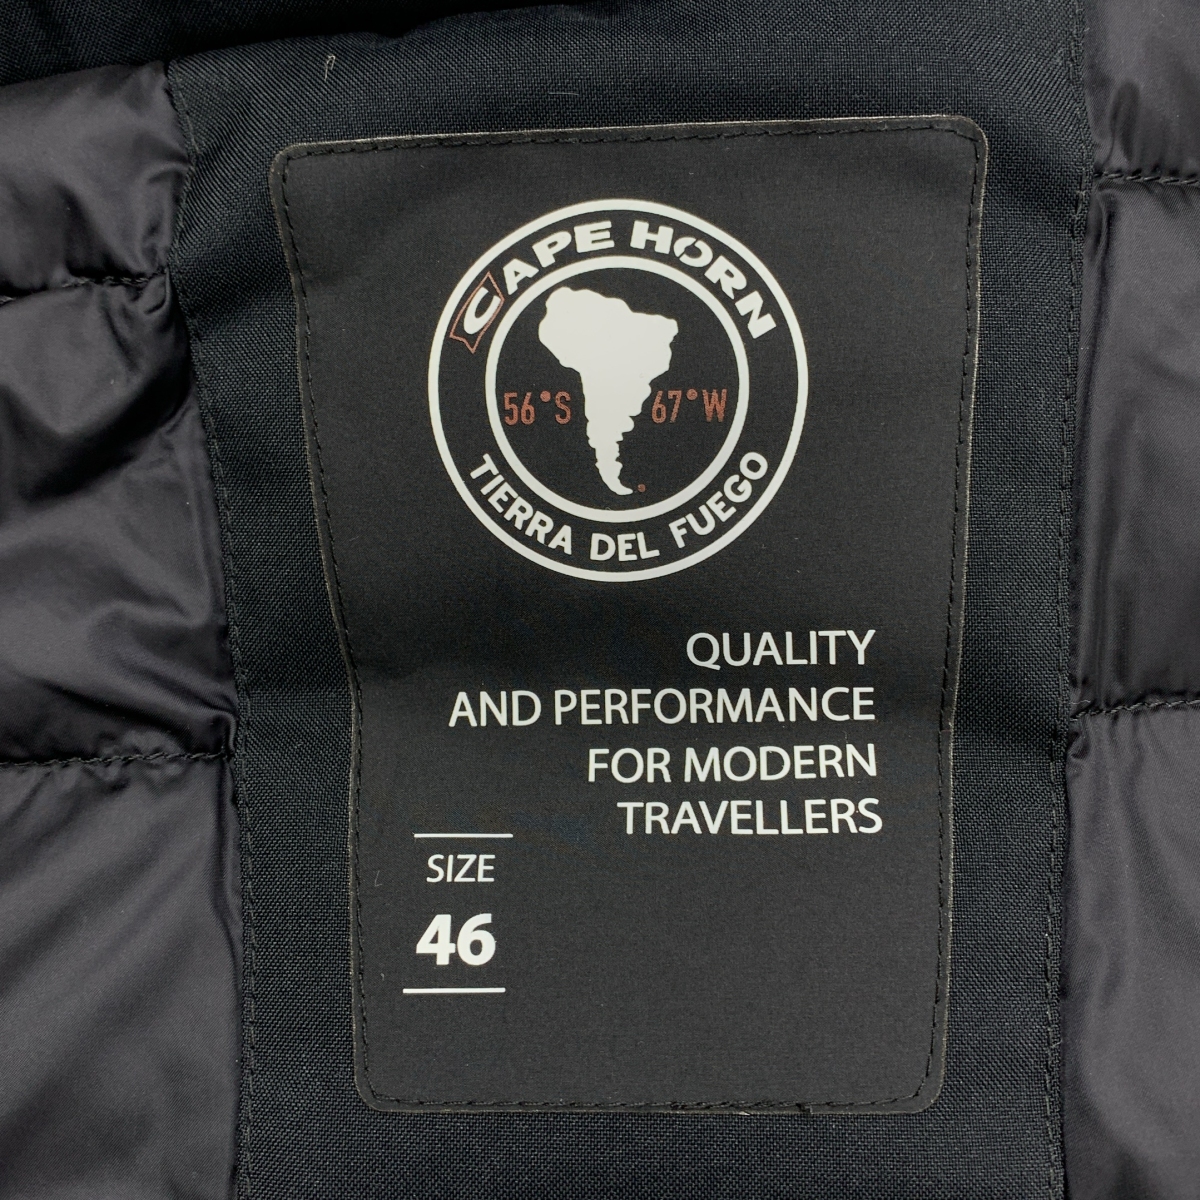 CAPE HORN
56°S 67°W
TIERRA DEL FUEGO
QUALITY
AND PERFORMANCE
FOR MODERN
TRAVELLERS
SIZE
46